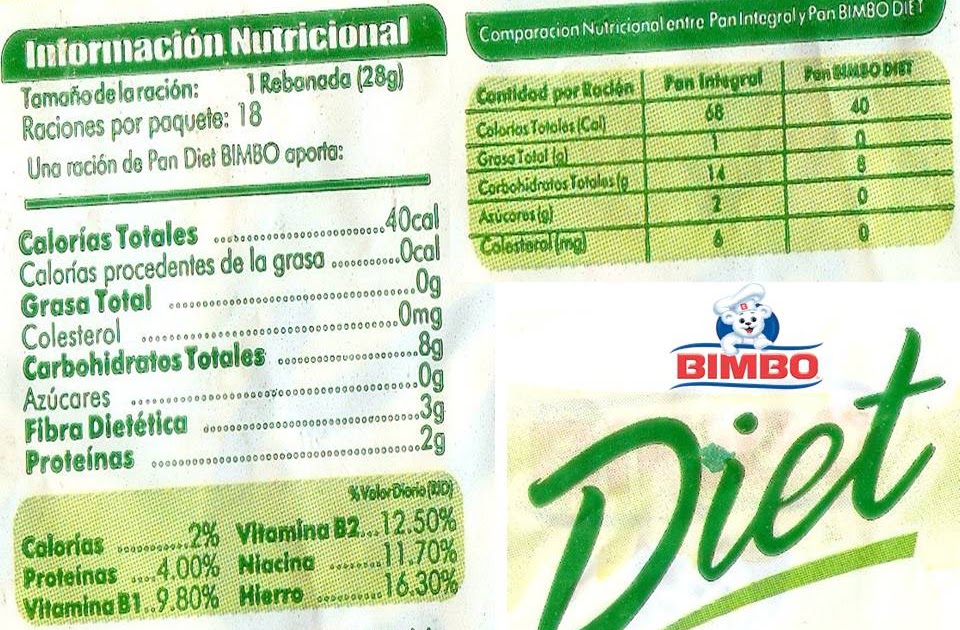 Información Nutricional
Tamaño de la ración: 1 Rebanada (28g)
Raciones por paquete: 18
Una ración de Pan Diet BIMBO aporta:
Calorías Totales ..........40cal
Calorías procedentes de la grasa ..........0cal
Grasa Total ..........0g
Colesterol ..........0mg
Carbohidratos Totales ..........8g
Azúcares ..........0g
Fibra Dietética ..........3g
Proteínas ..........2g
% Valor Diario (RID)
Calorías ..........2% Vitamina B2...12.50%
Proteínas ....4.00% Niacina ........11.70%
Vitamina B1..9.80% Hierro ..........16.30%
Comparación Nutricional entre Pan Integral y Pan BIMBO DIET
Cantidad por Ración Pan Integral Pan BIMBO DIET
Calorías Totales (Cal) 68 40
Grasa Total (g) 1 0
Carbohidratos Totales (g 14 8
Azúcares (g) 2 0
Colesterol (mg) 6 0
BIMBO
Diet